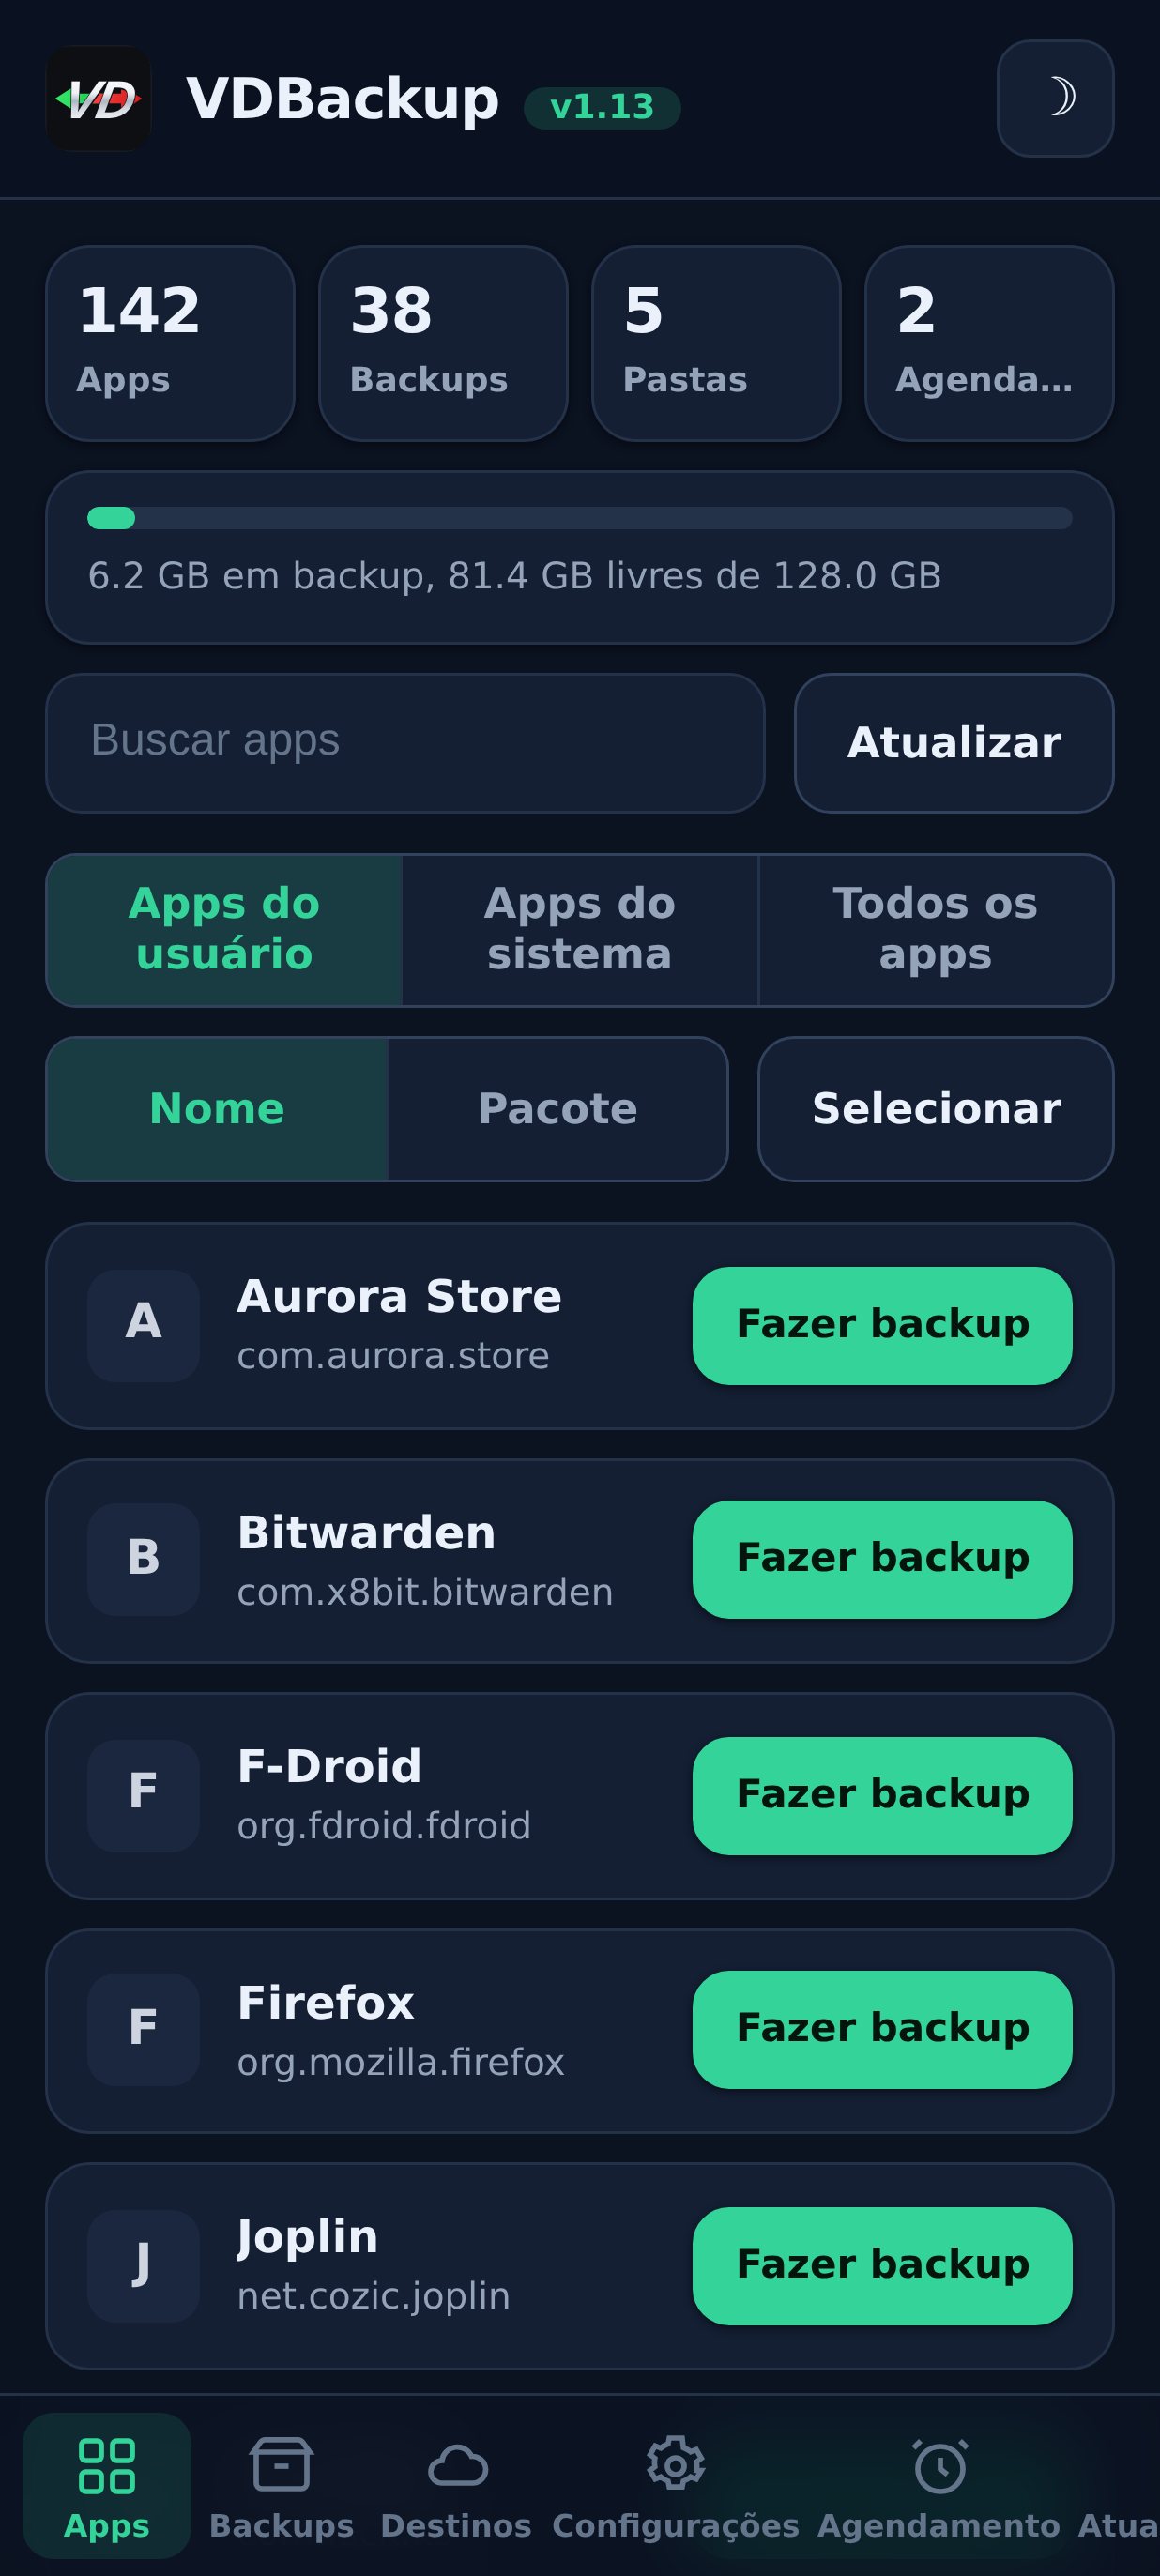 VD
VDBackup v1.13
142
Apps
38
Backups
5
Pastas
2
Agenda...
6.2 GB em backup, 81.4 GB livres de 128.0 GB
Buscar apps
Atualizar
Apps do
usuário
Apps do
sistema
Todos os
apps
Nome
Pacote
Selecionar
A
Aurora Store
com.aurora.store
Fazer backup
B
Bitwarden
com.x8bit.bitwarden
Fazer backup
F
F-Droid
org.fdroid.fdroid
Fazer backup
F
Firefox
org.mozilla.firefox
Fazer backup
J
Joplin
net.cozic.joplin
Fazer backup
Apps
Backups
Destinos
Configurações
Agendamento
Atua